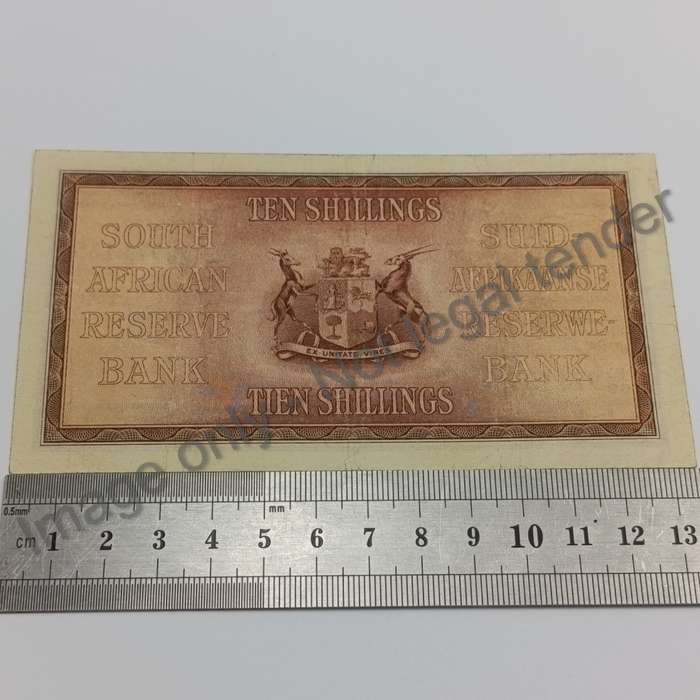 TEN SHILLINGS
SOUTH
AFRICAN
RESERVE
BANK
SUID-
AFRIKAANSE
RESERWE-
BANK
EX UNITATE VIRES
TIEN SHILLINGS
Image only - Not legal tender
0.5mm
mm
cm 1 2 3 4 5 6 7 8 9 10 11 12 13